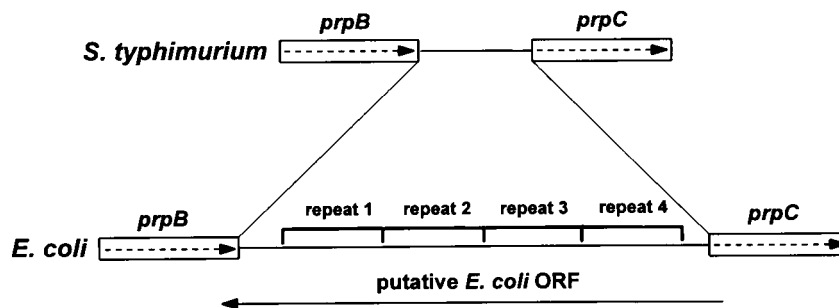 prpB prpC
S. typhimurium
repeat 1 repeat 2 repeat 3 repeat 4
prpB prpC
E. coli
putative E. coli ORF